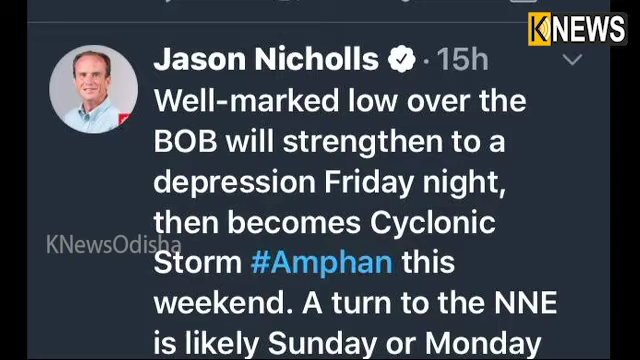 K NEWS
Jason Nicholls · 15h
Well-marked low over the
BOB will strengthen to a
depression Friday night,
then becomes Cyclonic
KNewsOdisha
Storm #Amphan this
weekend. A turn to the NNE
is likely Sunday or Monday